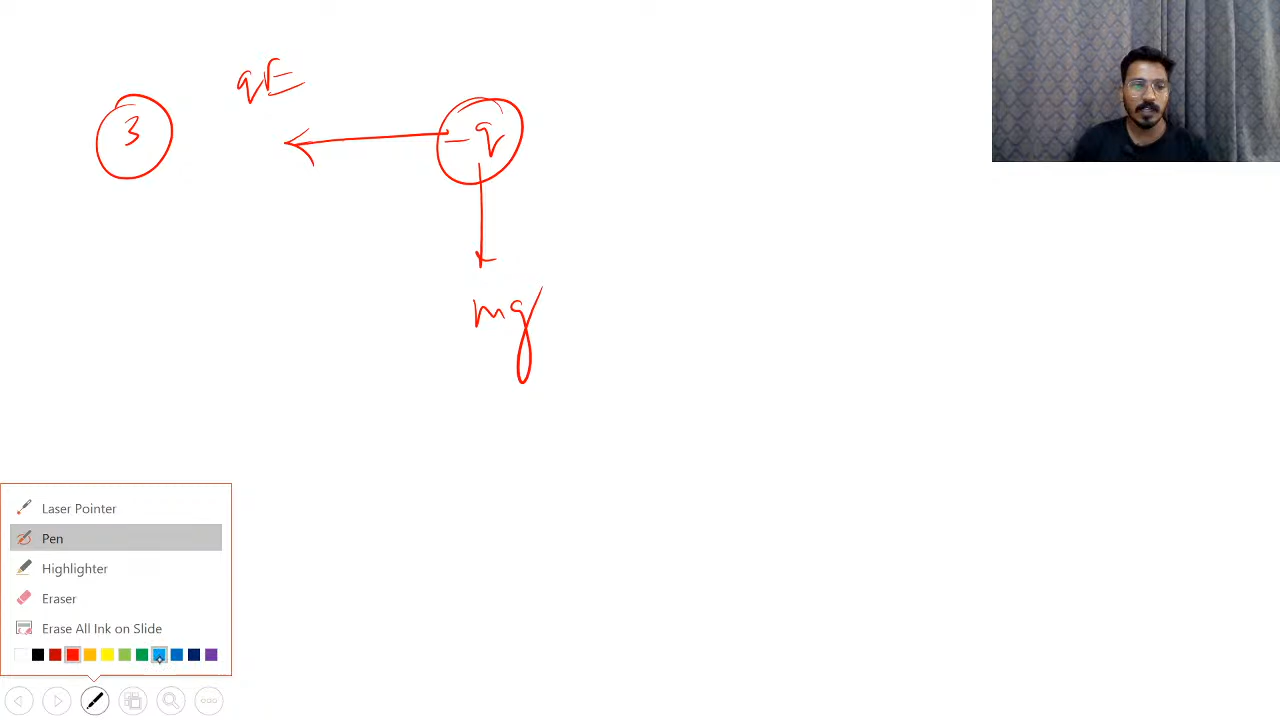 qE
3
-q
mg
Laser Pointer
Pen
Highlighter
Eraser
Erase All Ink on Slide